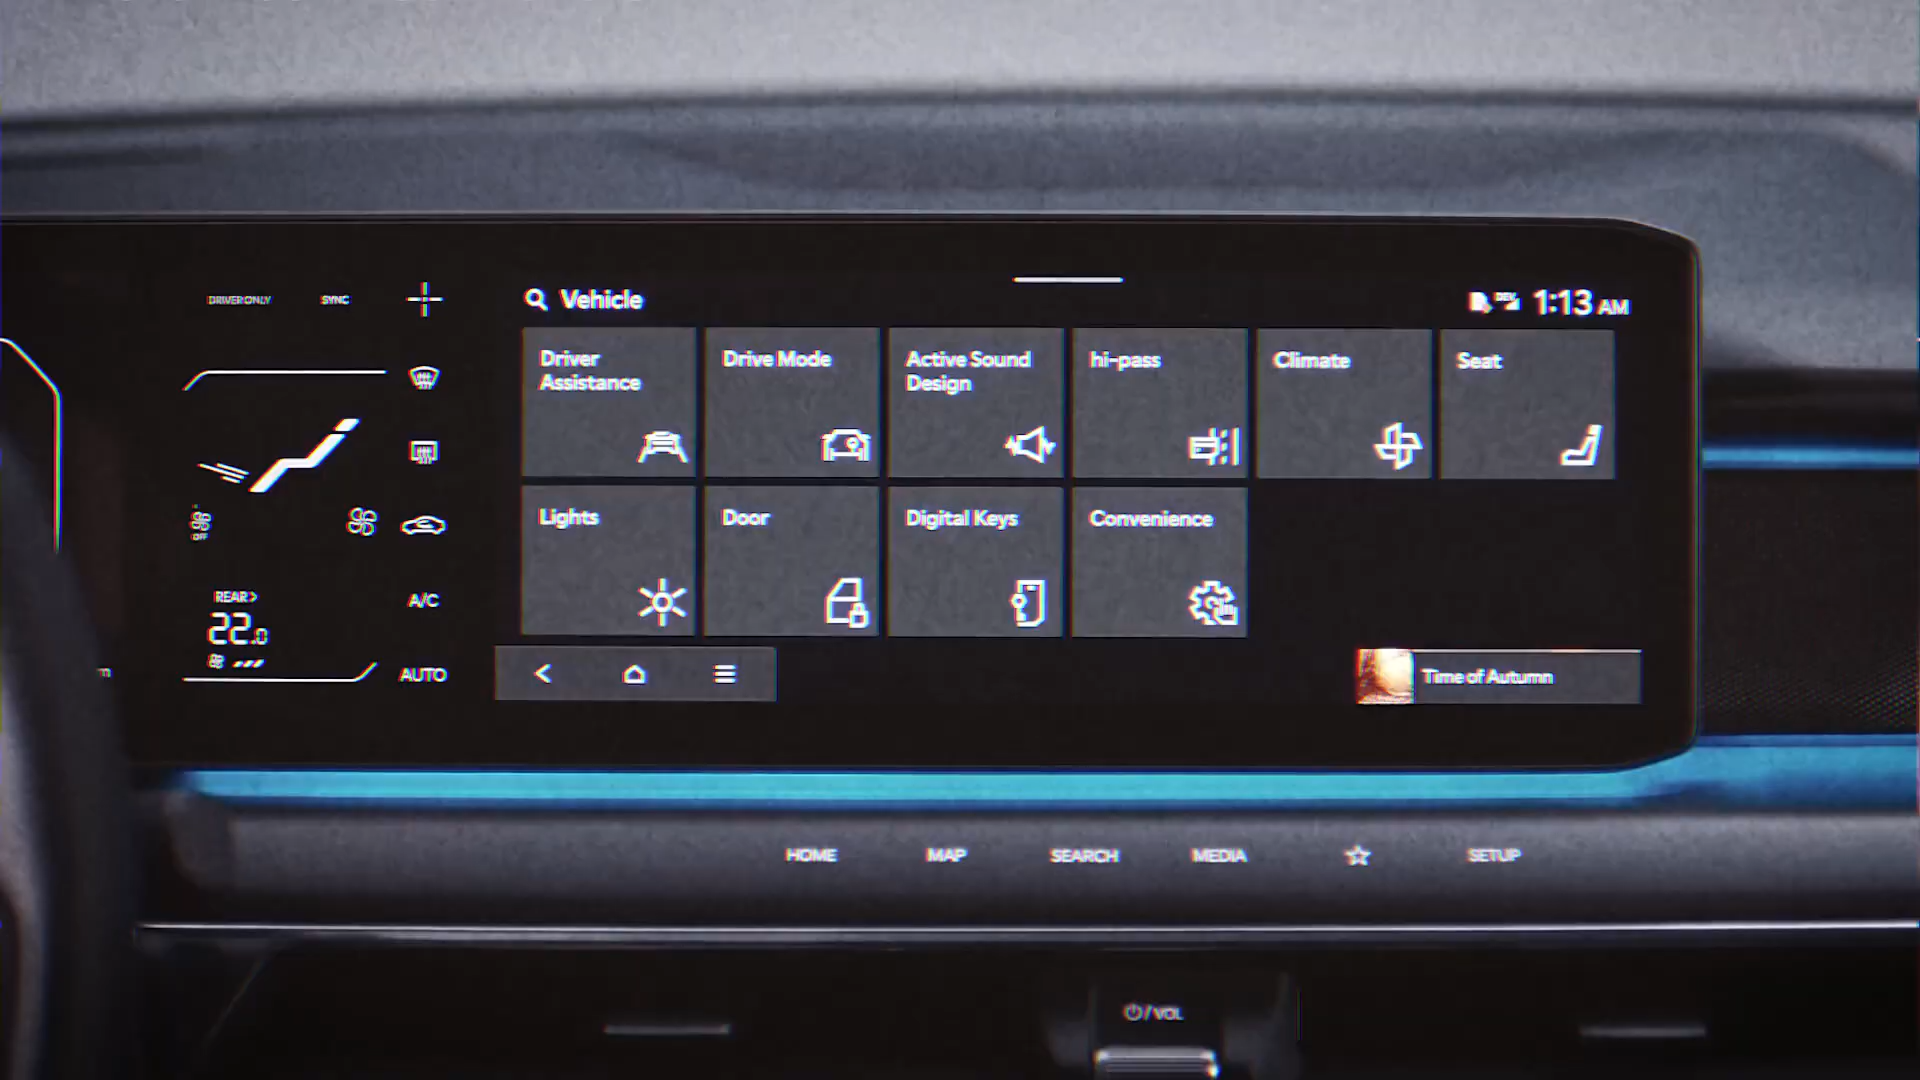 DRIVER ONLY SYNC
Vehicle
DEV
1:13 AM
Driver
Assistance
Drive Mode
Active Sound
Design
hi-pass
Climate
Seat
OFF
Lights
Door
Digital Keys
Convenience
REAR>
22.0
A/C
AUTO
m
Time of Autumn
HOME
MAP
SEARCH
MEDIA
SETUP
/ VOL